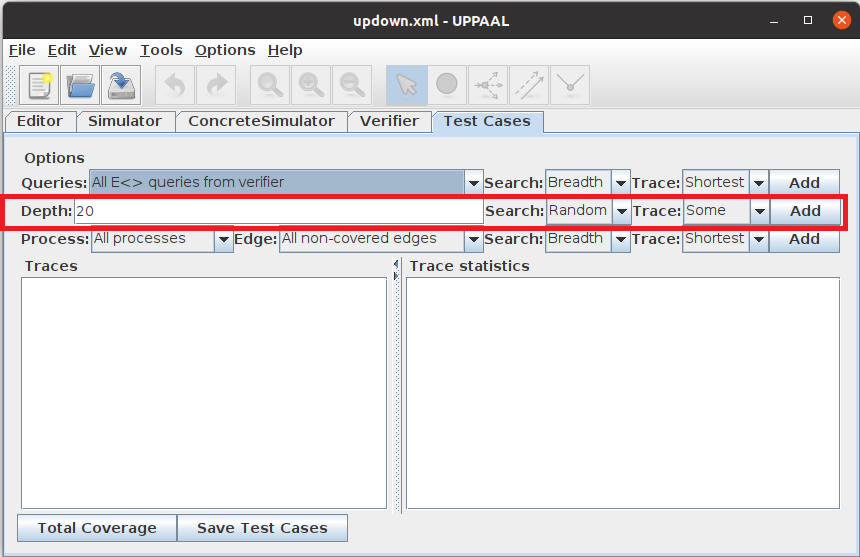 updown.xml - UPPAAL
File Edit View Tools Options Help
Editor Simulator ConcreteSimulator Verifier Test Cases
Options
Queries: All E<> queries from verifier Search: Breadth Trace: Shortest Add
Depth: 20 Search: Random Trace: Some Add
Process: All processes Edge: All non-covered edges Search: Breadth Trace: Shortest Add
Traces Trace statistics
Total Coverage Save Test Cases